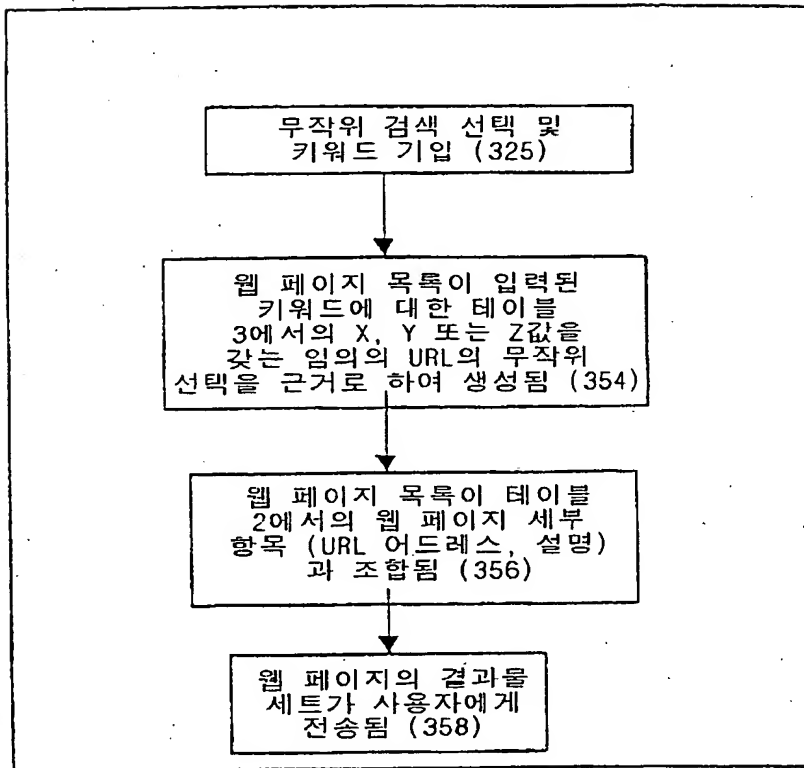 무작위 검색 선택 및
키워드 기입 (325)
웹 페이지 목록이 입력된
키워드에 대한 테이블
3에서의 X, Y 또는 Z값을
갖는 임의의 URL의 무작위
선택을 근거로 하여 생성됨 (354)
웹 페이지 목록이 테이블
2에서의 웹 페이지 세부
항목 (URL 어드레스, 설명)
과 조합됨 (356)
웹 페이지의 결과물
세트가 사용자에게
전송됨 (358)